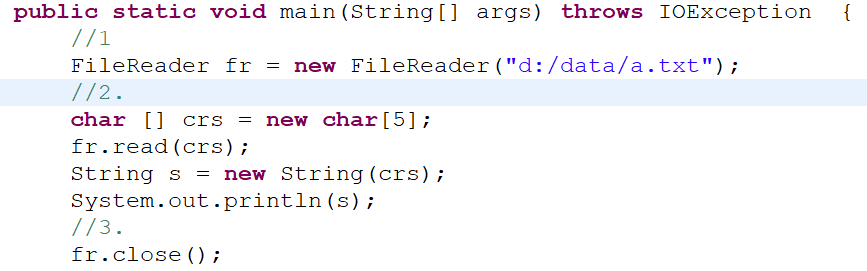 public static void main(String[] args) throws IOException  {
//1
FileReader fr = new FileReader("d:/data/a.txt");
//2.
char [] crs = new char[5];
fr.read(crs);
String s = new String(crs);
System.out.println(s);
//3.
fr.close();